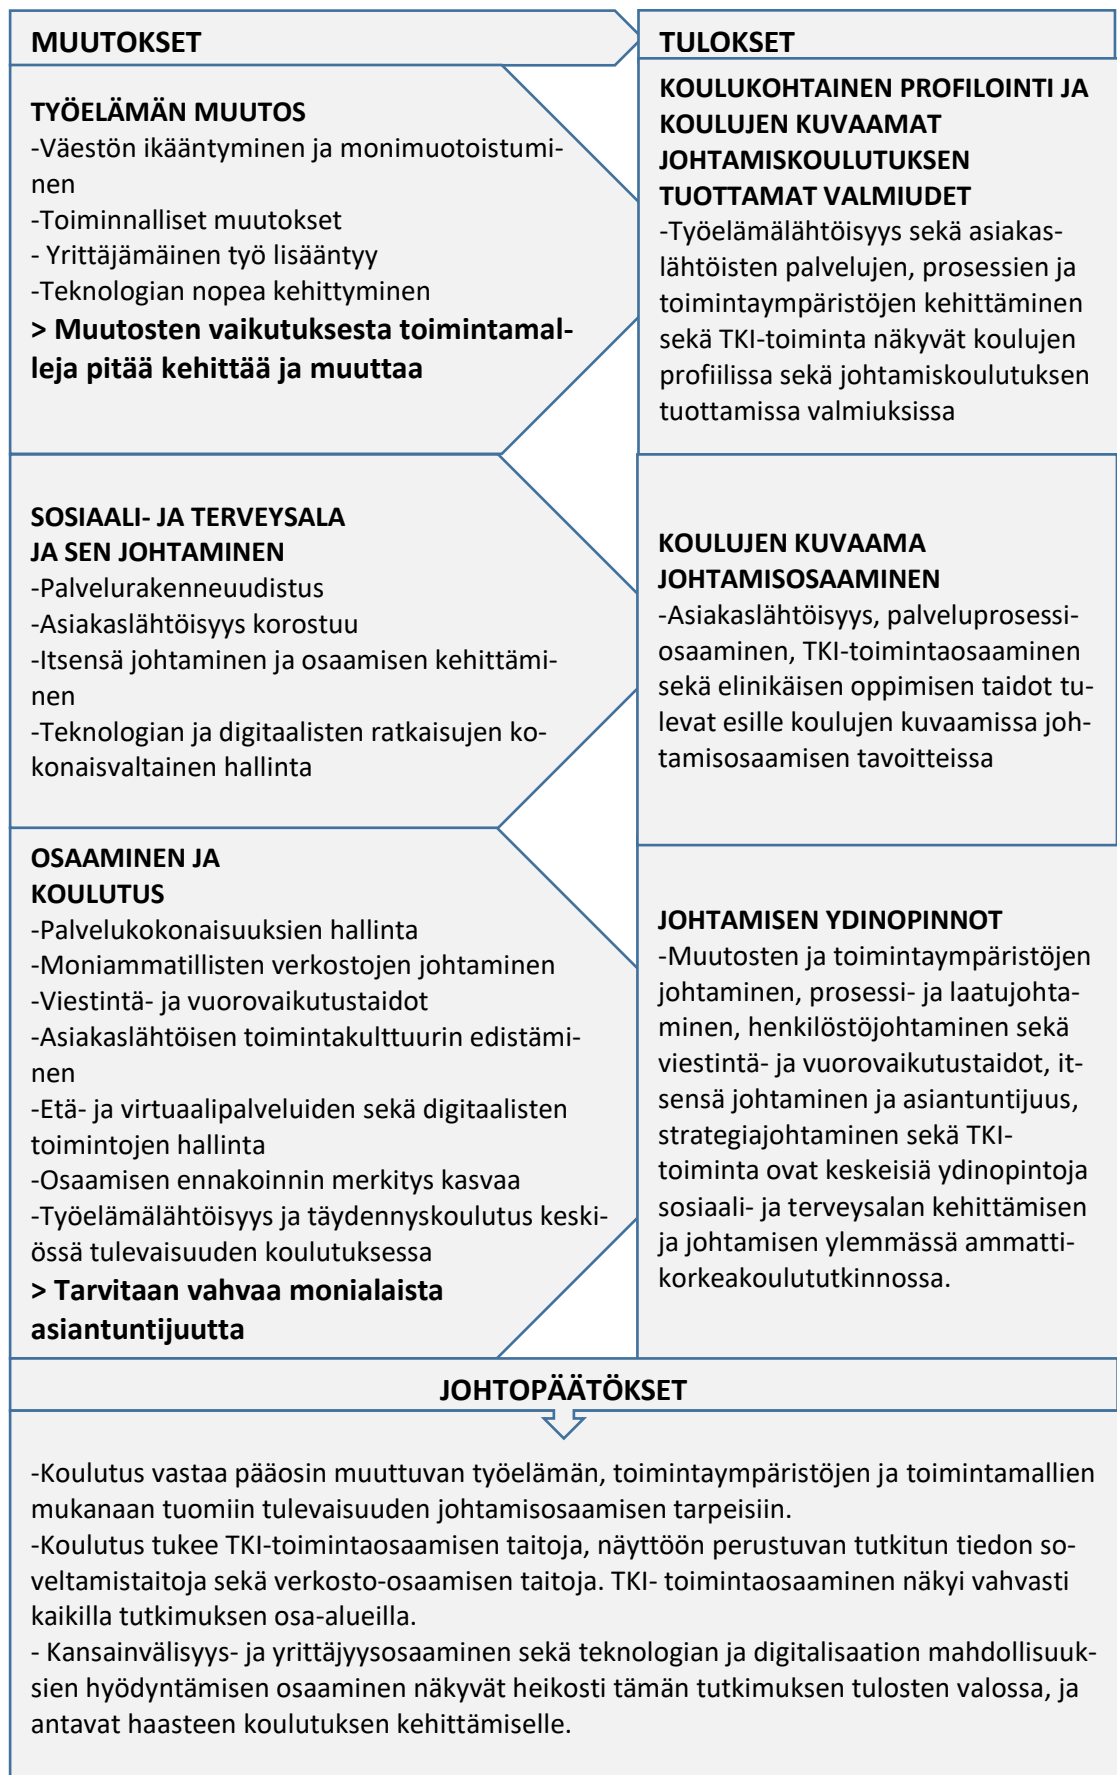 MUUTOKSET
TYÖELÄMÄN MUUTOS
-Väestön ikääntyminen ja monimuotoistumi-
nen
-Toiminnalliset muutokset
- Yrittäjämäinen työ lisääntyy
-Teknologian nopea kehittyminen
> Muutosten vaikutuksesta toimintamal-
leja pitää kehittää ja muuttaa
SOSIAALI- JA TERVEYSALA
JA SEN JOHTAMINEN
-Palvelurakenneuudistus
-Asiakaslähtöisyys korostuu
-Itsensä johtaminen ja osaamisen kehittämi-
nen
-Teknologian ja digitaalisten ratkaisujen ko-
konaisvaltainen hallinta
OSAAMINEN JA
KOULUTUS
-Palvelukokonaisuuksien hallinta
-Moniammatillisten verkostojen johtaminen
-Viestintä- ja vuorovaikutustaidot
-Asiakaslähtöisen toimintakulttuurin edistämi-
nen
-Etä- ja virtuaalipalveluiden sekä digitaalisten
toimintojen hallinta
-Osaamisen ennakoinnin merkitys kasvaa
-Työelämälähtöisyys ja täydennyskoulutus keski-
össä tulevaisuuden koulutuksessa
> Tarvitaan vahvaa monialaista
asiantuntijuutta
TULOKSET
KOULUKOHTAINEN PROFILOINTI JA
KOULUJEN KUVAAMAT
JOHTAMISKOULUTUKSEN
TUOTTAMAT VALMIUDET
-Työelämälähtöisyys sekä asiakas-
lähtöisten palvelujen, prosessien ja
toimintaympäristöjen kehittäminen
sekä TKI-toiminta näkyvät koulujen
profiilissa sekä johtamiskoulutuksen
tuottamissa valmiuksissa
KOULUJEN KUVAAMA
JOHTAMISOSAAMINEN
-Asiakaslähtöisyys, palveluprosessi-
osaaminen, TKI-toimintaosaaminen
sekä elinikäisen oppimisen taidot tu-
levat esille koulujen kuvaamissa joh-
tamisosaamisen tavoitteissa
JOHTAMISEN YDINOPINNOT
-Muutosten ja toimintaympäristöjen
johtaminen, prosessi- ja laatujohta-
minen, henkilöstöjohtaminen sekä
viestintä- ja vuorovaikutustaidot, it-
sensä johtaminen ja asiantuntijuus,
strategiajohtaminen sekä TKI-
toiminta ovat keskeisiä ydinopintoja
sosiaali- ja terveysalan kehittämisen
ja johtamisen ylemmässä ammatti-
korkeakoulututkinnossa.
JOHTOPÄÄTÖKSET
-Koulutus vastaa pääosin muuttuvan työelämän, toimintaympäristöjen ja toimintamallien
mukanaan tuomiin tulevaisuuden johtamisosaamisen tarpeisiin.
-Koulutus tukee TKI-toimintaosaamisen taitoja, näyttöön perustuvan tutkitun tiedon so-
veltamistaitoja sekä verkosto-osaamisen taitoja. TKI- toimintaosaaminen näkyi vahvasti
kaikilla tutkimuksen osa-alueilla.
- Kansainvälisyys- ja yrittäjyysosaaminen sekä teknologian ja digitalisaation mahdollisuuk-
sien hyödyntämisen osaaminen näkyvät heikosti tämän tutkimuksen tulosten valossa, ja
antavat haasteen koulutuksen kehittämiselle.